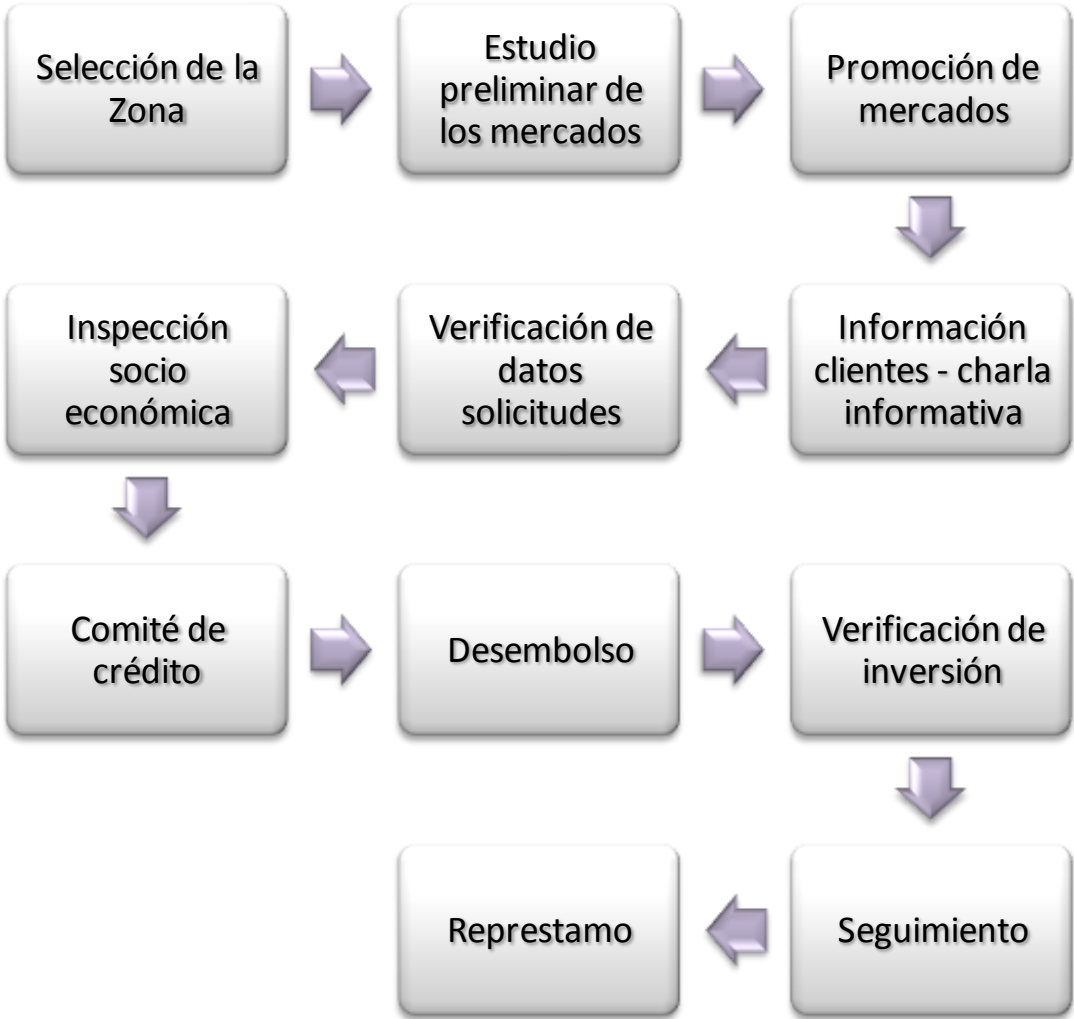 Selección de la
Zona
Estudio
preliminar de
los mercados
Promoción de
mercados
Información
clientes - charla
informativa
Verificación de
datos
solicitudes
Inspección
socio
económica
Comité de
crédito
Desembolso
Verificación de
inversión
Seguimiento
Represtamo